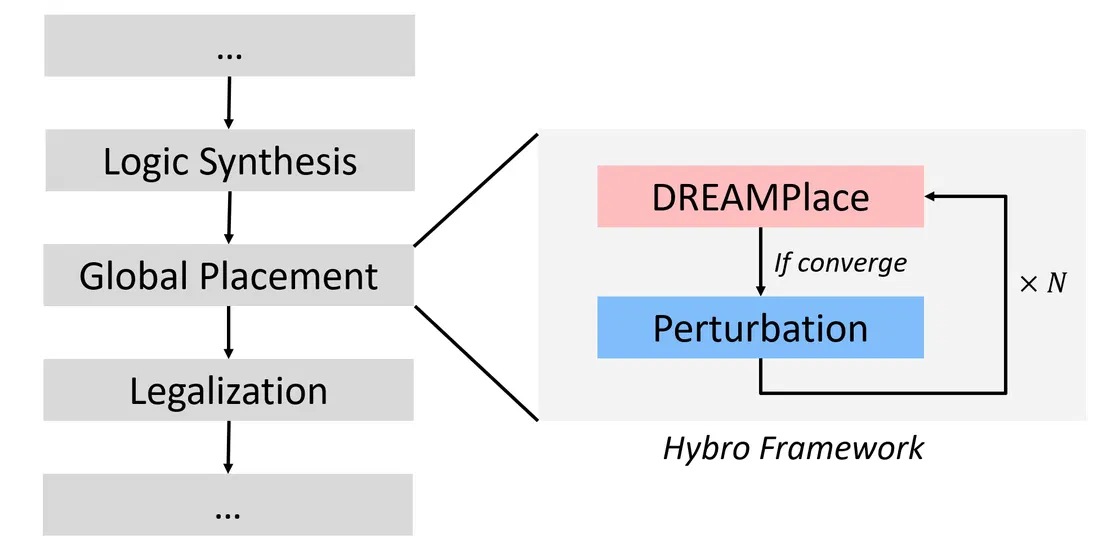 ...
Logic Synthesis
Global Placement
Legalization
...
DREAMPlace
If converge
× N
Perturbation
Hybro Framework